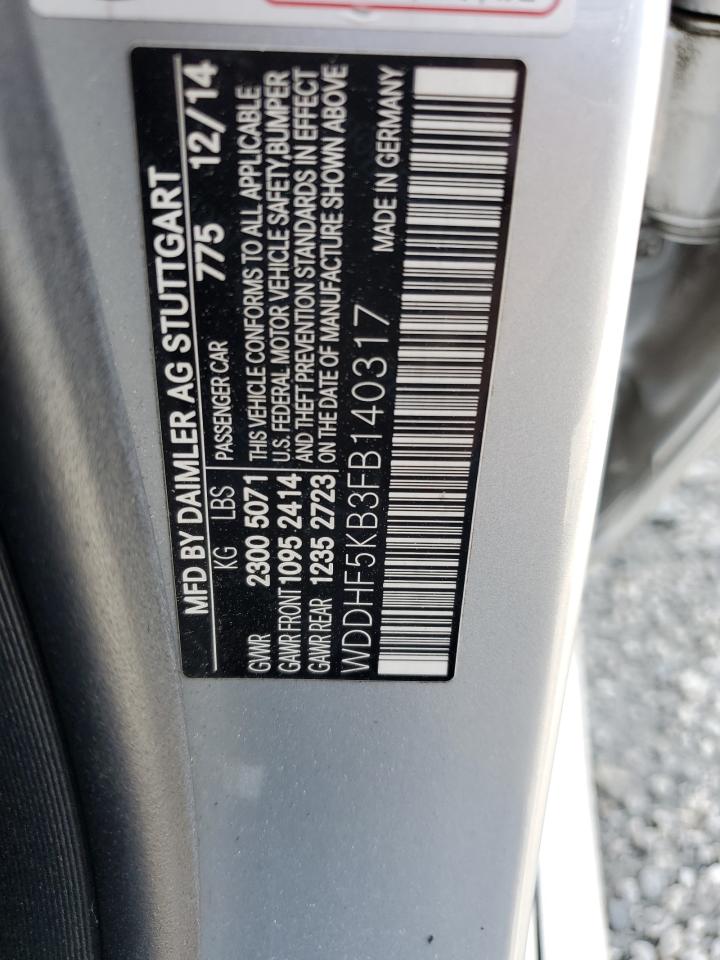 MFD BY DAIMLER AG STUTTGART
KG LBS PASSENGER CAR 775 12/14
GVWR 2300 5071 THIS VEHICLE CONFORMS TO ALL APPLICABLE
GAWR FRONT 1095 2414 U.S. FEDERAL MOTOR VEHICLE SAFETY,BUMPER
GAWR REAR 1235 2723 AND THEFT PREVENTION STANDARDS IN EFFECT
ON THE DATE OF MANUFACTURE SHOWN ABOVE
WDDHF5KB3FB140317 MADE IN GERMANY